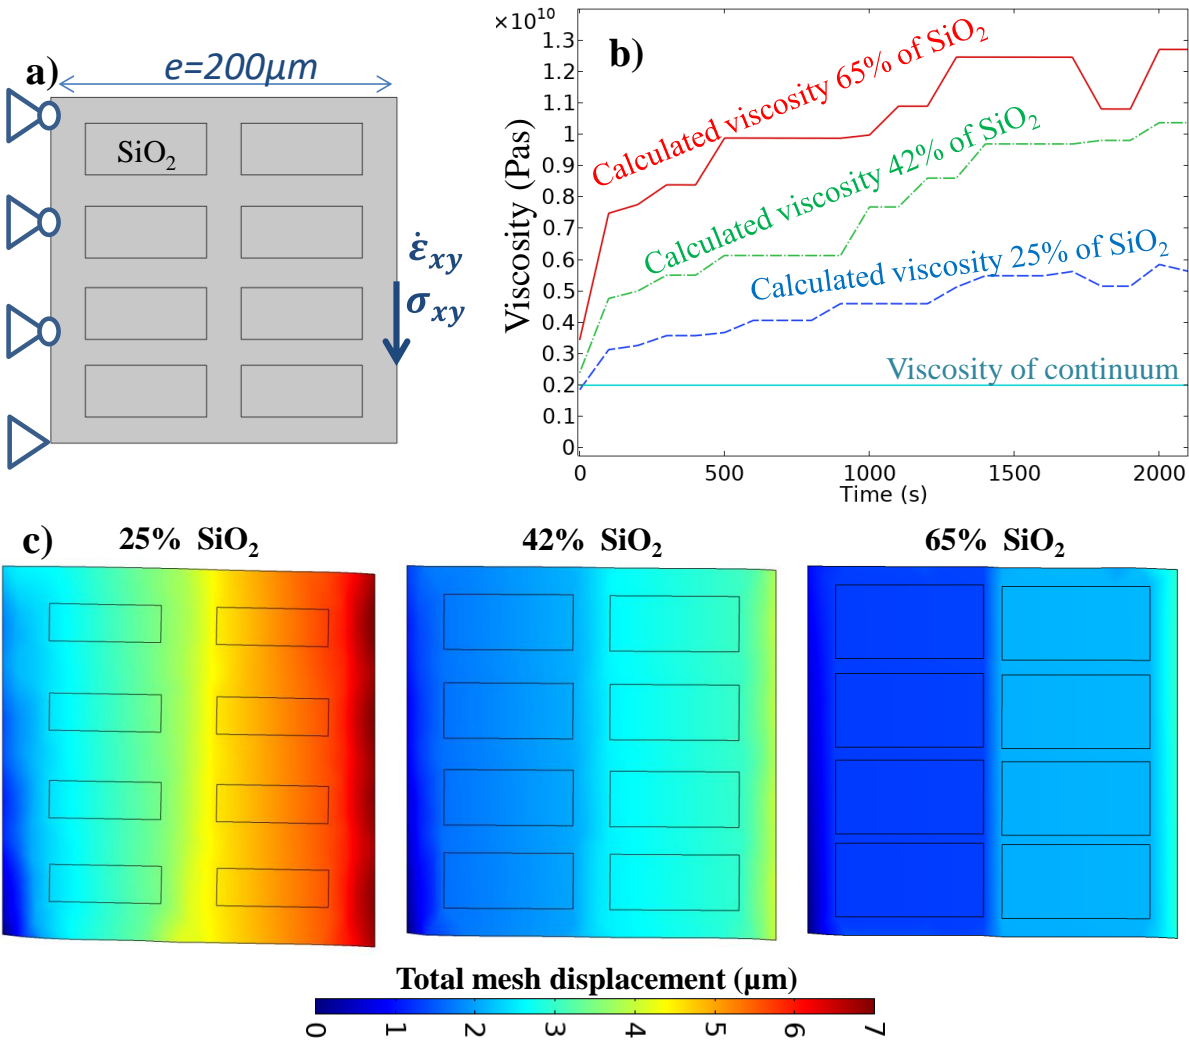 a)
e=200µm
SiO2
ε̇xy
σxy
b)
×10^10
1.3
1.2
1.1
1
0.9
0.8
0.7
0.6
0.5
0.4
0.3
0.2
0.1
0
Viscosity (Pas)
Calculated viscosity 65% of SiO2
Calculated viscosity 42% of SiO2
Calculated viscosity 25% of SiO2
Viscosity of continuum
0 500 1000 1500 2000
Time (s)
c)
25% SiO2
42% SiO2
65% SiO2
Total mesh displacement (µm)
0 1 2 3 4 5 6 7